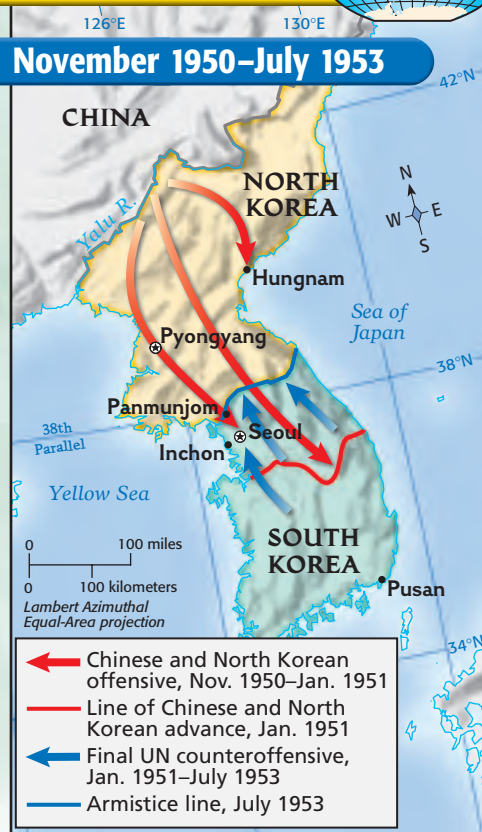 126°E
130°E
November 1950–July 1953
42°N
CHINA
NORTH
KOREA
N
W
E
S
Yalu R.
Hungnam
Sea of
Japan
Pyongyang
38°N
Panmunjom
38th
Parallel
Seoul
Inchon
Yellow Sea
SOUTH
KOREA
0
100 miles
0
100 kilometers
Lambert Azimuthal
Equal-Area projection
Pusan
34°N
Chinese and North Korean
offensive, Nov. 1950–Jan. 1951
Line of Chinese and North
Korean advance, Jan. 1951
Final UN counteroffensive,
Jan. 1951–July 1953
Armistice line, July 1953